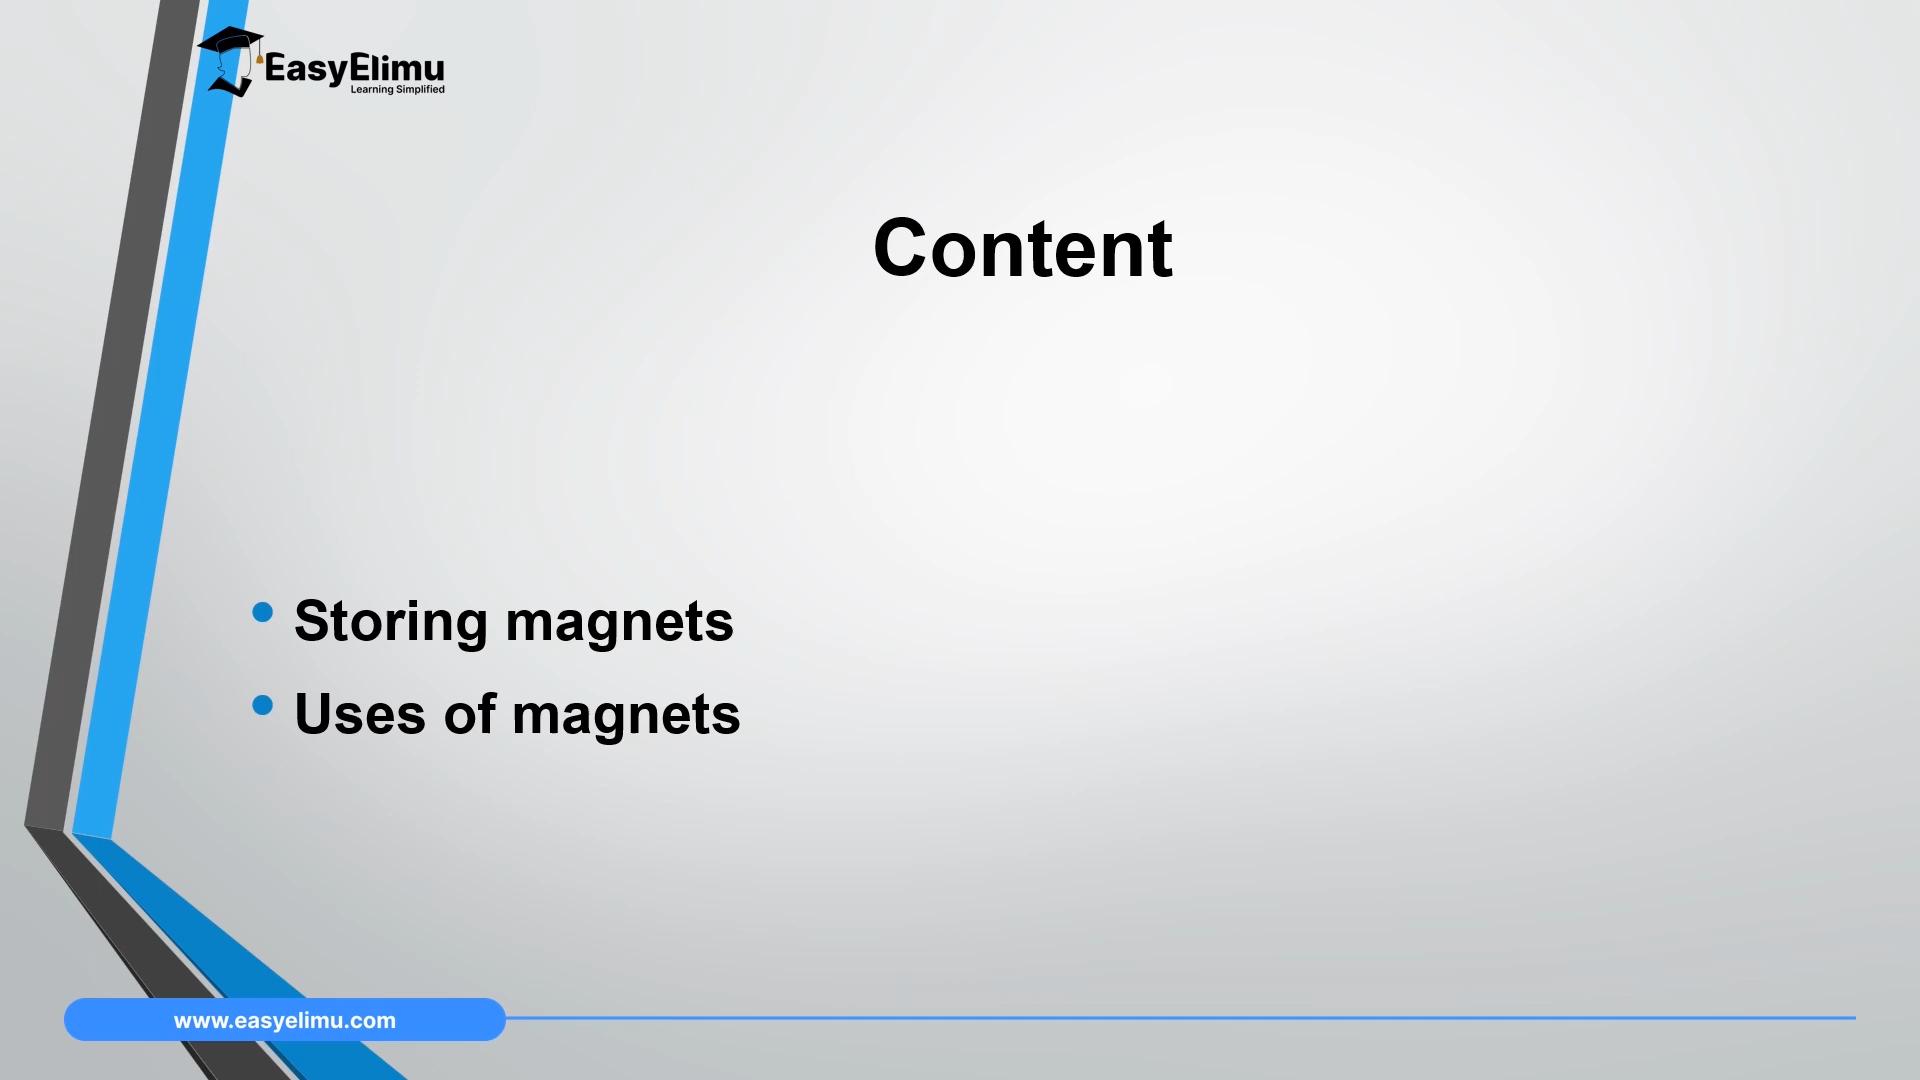 EasyElimu
Learning Simplified
Content
Storing magnets
Uses of magnets
www.easyelimu.com